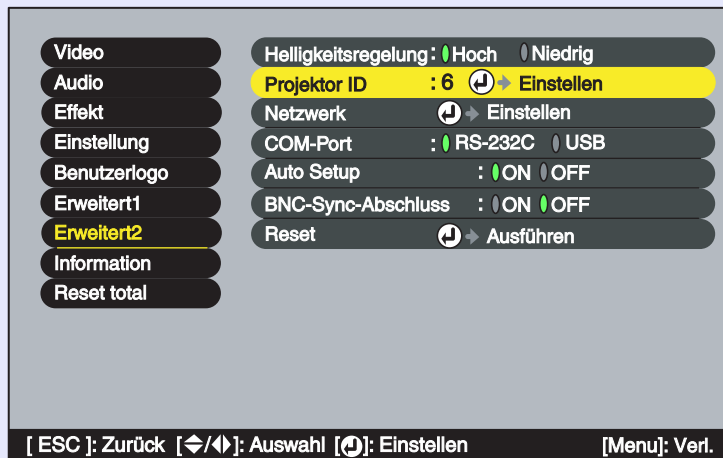 Video
Audio
Effekt
Einstellung
Benutzerlogo
Erweitert1
Erweitert2
Information
Reset total
Helligkeitsregelung : Hoch Niedrig
Projektor ID : 6 Einstellen
Netzwerk Einstellen
COM-Port : RS-232C USB
Auto Setup : ON OFF
BNC-Sync-Abschluss : ON OFF
Reset Ausführen
[ ESC ]: Zurück [ / ]: Auswahl [ ]: Einstellen [Menu]: Verl.